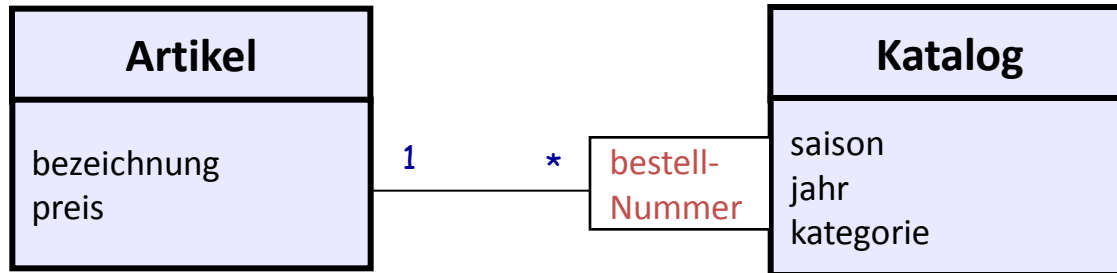 Artikel
bezeichnung
preis
1
*
bestell-
Nummer
Katalog
saison
jahr
kategorie